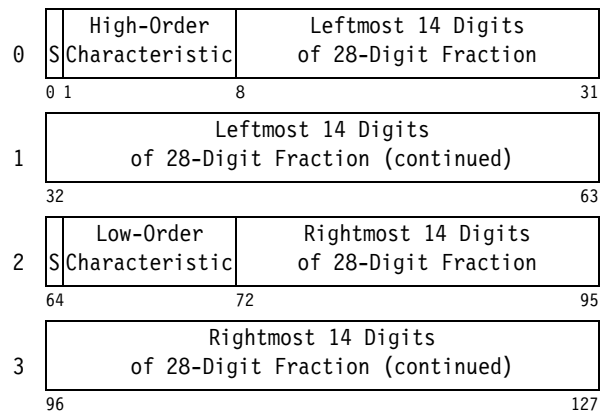 High-Order Leftmost 14 Digits
0 S Characteristic of 28-Digit Fraction
0 1 8 31
Leftmost 14 Digits
1 of 28-Digit Fraction (continued)
32 63
Low-Order Rightmost 14 Digits
2 S Characteristic of 28-Digit Fraction
64 72 95
Rightmost 14 Digits
3 of 28-Digit Fraction (continued)
96 127